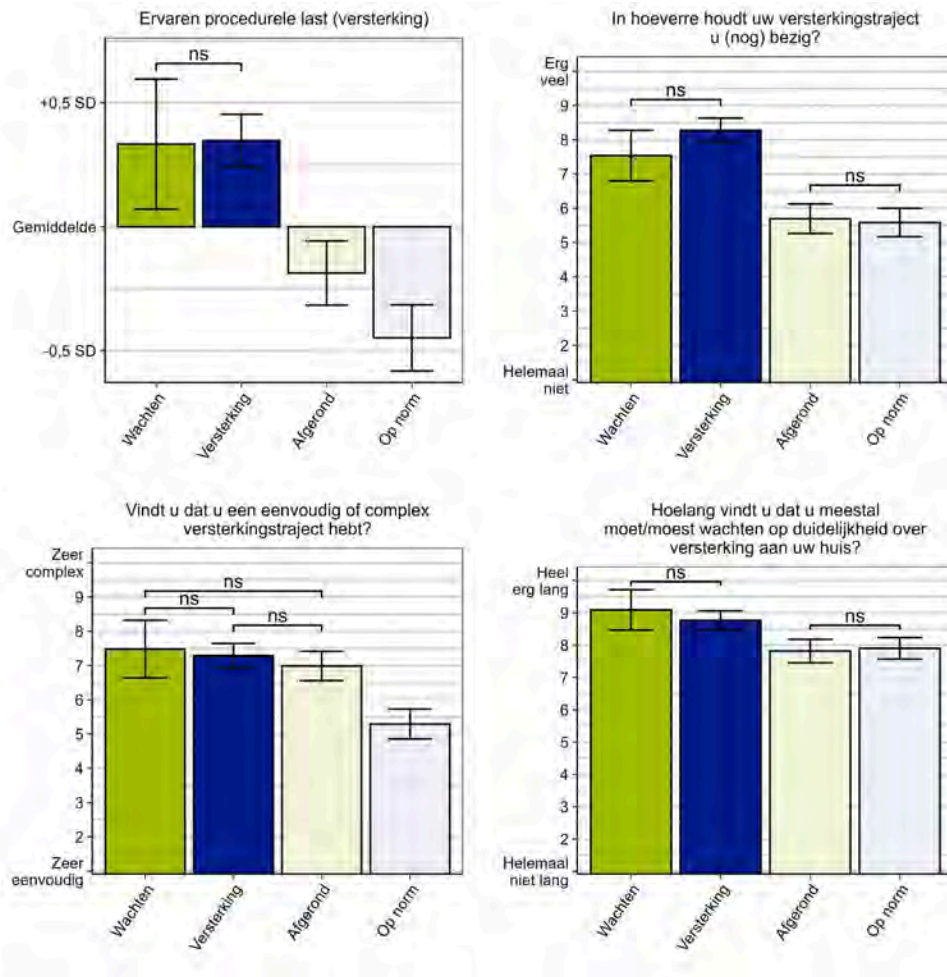 Ervaren procedurele last (versterking)
ns
+0,5 SD
Gemiddelde
-0,5 SD
Wachten
Versterking
Afgerond
Op norm
In hoeverre houdt uw versterkingstraject
u (nog) bezig?
Erg
veel
9
8
7
6
5
4
3
2
Helemaal
niet
ns
ns
Wachten
Versterking
Afgerond
Op norm
Vindt u dat u een eenvoudig of complex
versterkingstraject hebt?
Zeer
complex
9
8
7
6
5
4
3
2
Zeer
eenvoudig
ns
ns
ns
Wachten
Versterking
Afgerond
Op norm
Hoelang vindt u dat u meestal
moet/moest wachten op duidelijkheid over
versterking aan uw huis?
Heel
erg lang
9
8
7
6
5
4
3
2
Helemaal
niet lang
ns
ns
Wachten
Versterking
Afgerond
Op norm